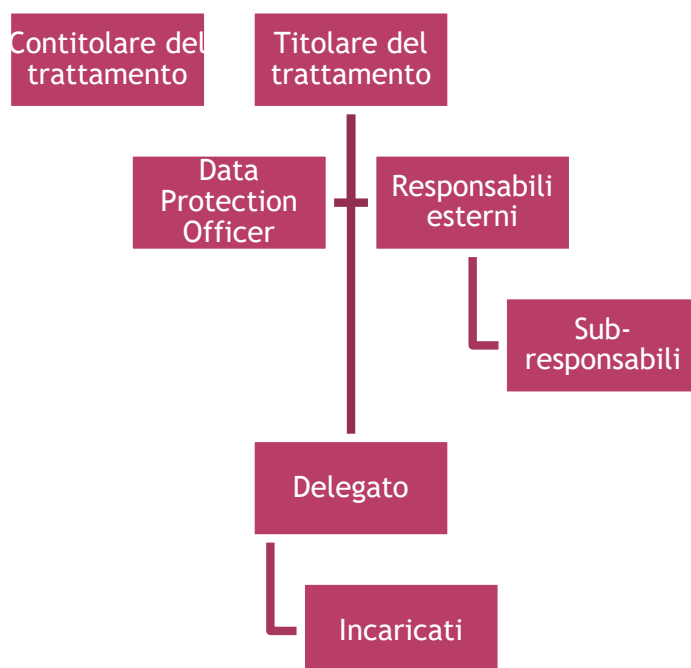 Contitolare del
trattamento
Titolare del
trattamento
Data
Protection
Officer
Responsabili
esterni
Sub-
responsabili
Delegato
Incaricati